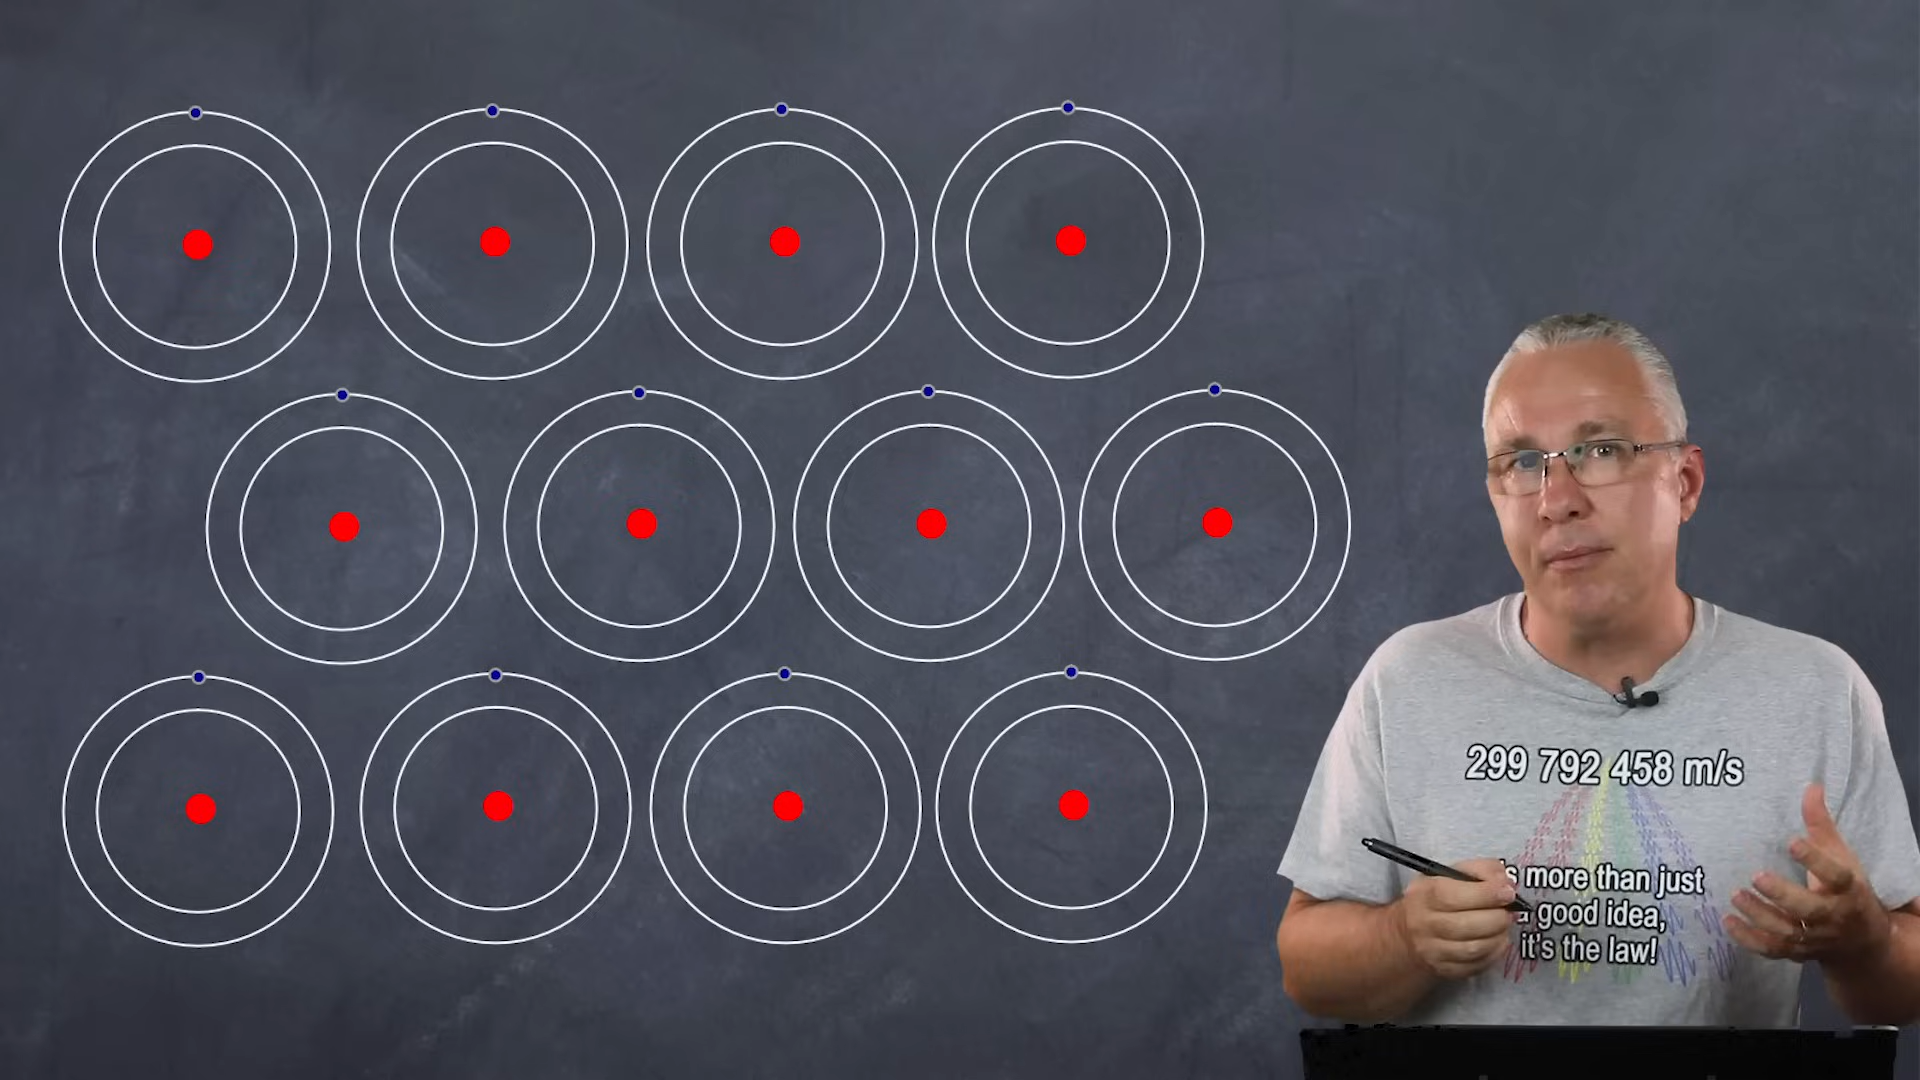 299 792 458 m/s
more than just
a good idea,
it's the law!